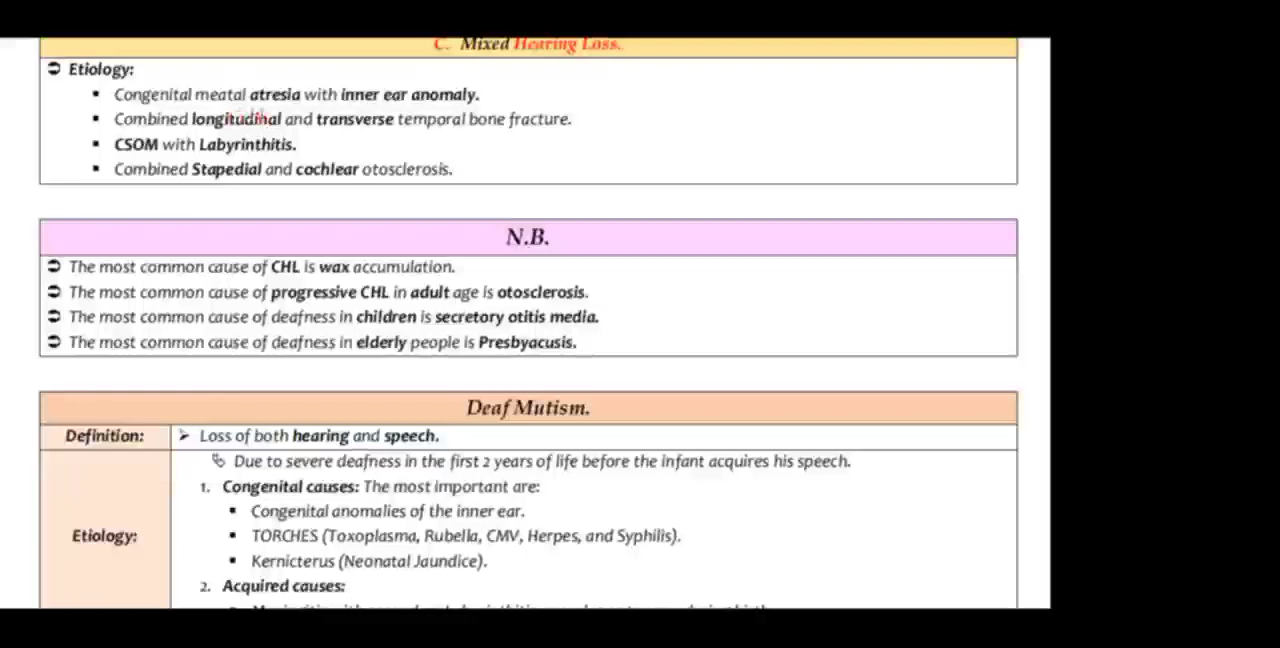 C. Mixed Hearing Loss.
➲ Etiology:
▪ Congenital meatal atresia with inner ear anomaly.
▪ Combined longitudinal and transverse temporal bone fracture.
▪ CSOM with Labyrinthitis.
▪ Combined Stapedial and cochlear otosclerosis.
N.B.
➲ The most common cause of CHL is wax accumulation.
➲ The most common cause of progressive CHL in adult age is otosclerosis.
➲ The most common cause of deafness in children is secretory otitis media.
➲ The most common cause of deafness in elderly people is Presbyacusis.
Deaf Mutism.
Definition:
➢ Loss of both hearing and speech.
Etiology:
Due to severe deafness in the first 2 years of life before the infant acquires his speech.
1. Congenital causes: The most important are:
▪ Congenital anomalies of the inner ear.
▪ TORCHES (Toxoplasma, Rubella, CMV, Herpes, and Syphilis).
▪ Kernicterus (Neonatal Jaundice).
2. Acquired causes: